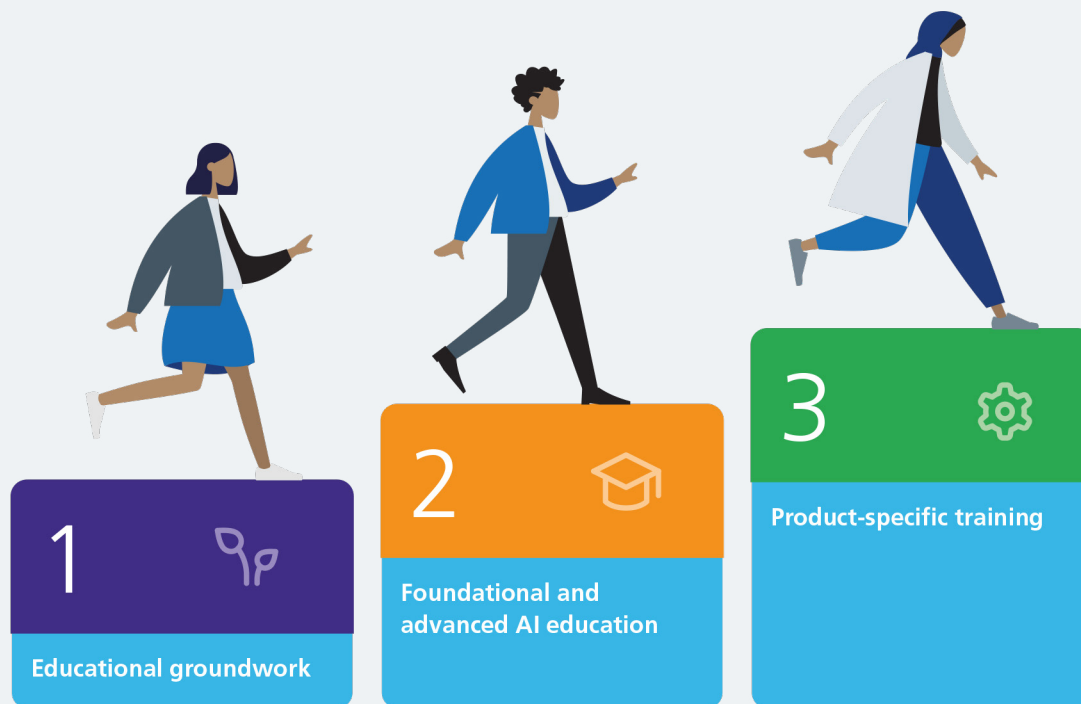 1
Educational groundwork
2
Foundational and
advanced AI education
3
Product-specific training